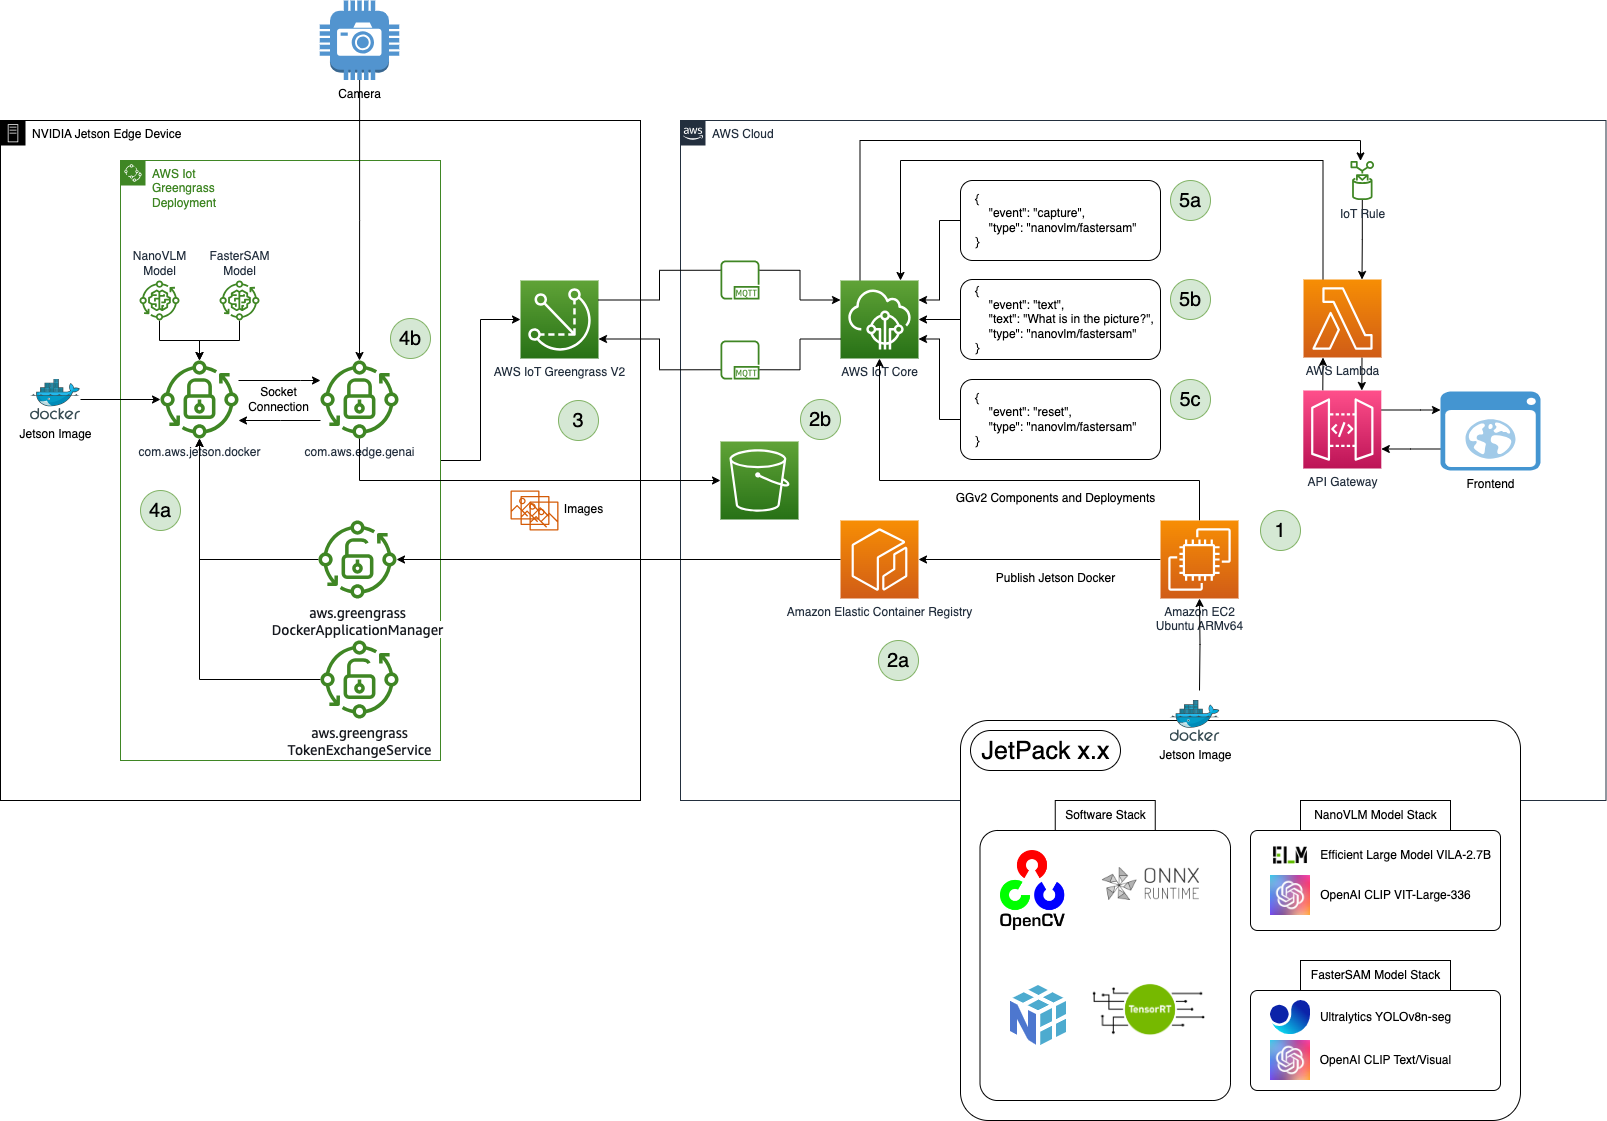 Camera
NVIDIA Jetson Edge Device
aws
AWS Cloud
AWS Iot
Greengrass
Deployment
NanoVLM
Model
FasterSAM
Model
4b
docker
Jetson Image
Socket
Connection
com.aws.jetson.docker
com.aws.edge.genai
4a
AWS IoT Greengrass V2
3
MQTT
MQTT
2b
AWS IoT Core
{
"event": "capture",
"type": "nanovlm/fastersam"
}
5a
{
"event": "text",
"text": "What is in the picture?",
"type": "nanovlm/fastersam"
}
5b
{
"event": "reset",
"type": "nanovlm/fastersam"
}
5c
IoT Rule
AWS Lambda
</>
API Gateway
Frontend
Images
GGv2 Components and Deployments
1
Publish Jetson Docker
Amazon Elastic Container Registry
2a
Amazon EC2
Ubuntu ARMv64
aws.greengrass
DockerApplicationManager
aws.greengrass
TokenExchangeService
docker
Jetson Image
JetPack x.x
Software Stack
OpenCV
ONNX
RUNTIME
TensorRT
NanoVLM Model Stack
ELM
Efficient Large Model VILA-2.7B
OpenAI CLIP VIT-Large-336
FasterSAM Model Stack
Ultralytics YOLOv8n-seg
OpenAI CLIP Text/Visual